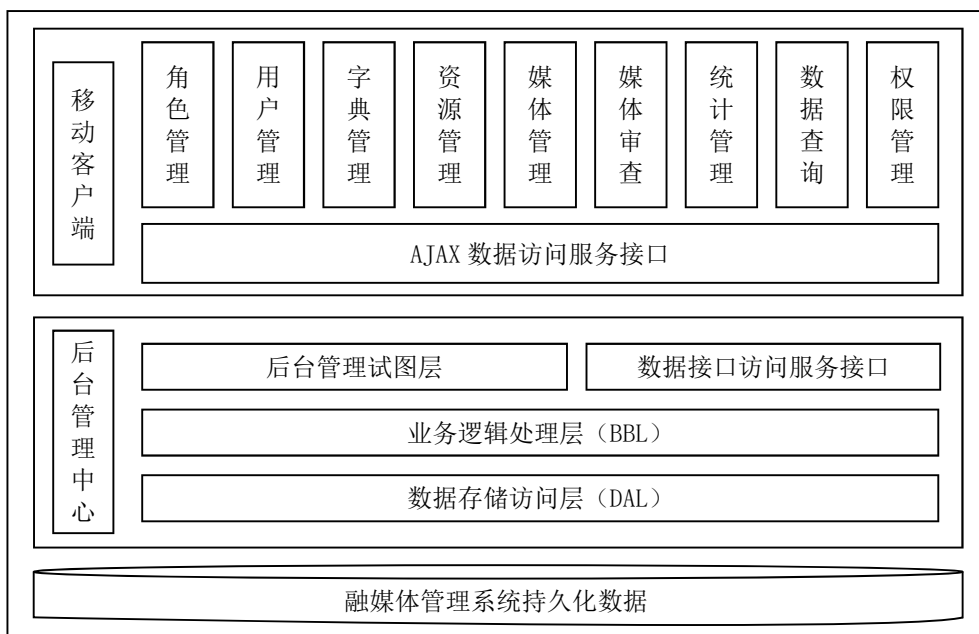 移动客户端
角色管理
用户管理
字典管理
资源管理
媒体管理
媒体审查
统计管理
数据查询
权限管理
AJAX 数据访问服务接口
后台管理中心
后台管理试图层
数据接口访问服务接口
业务逻辑处理层（BBL）
数据存储访问层（DAL）
融媒体管理系统持久化数据